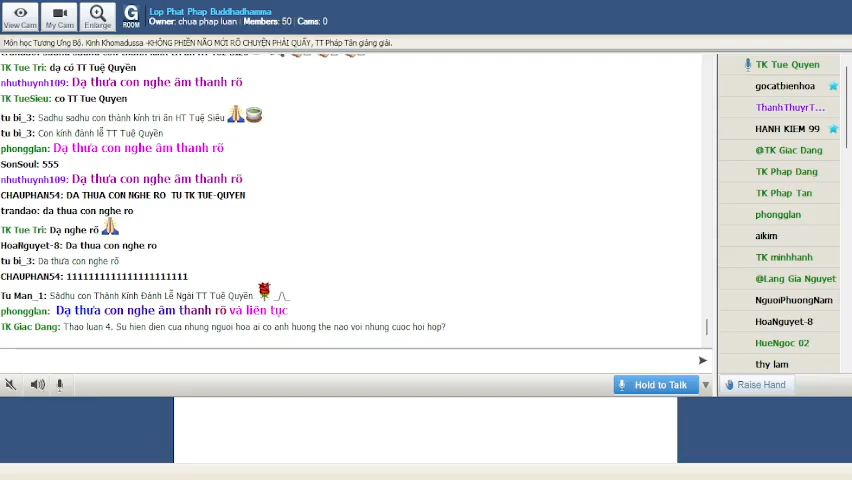 Lop Phat Phap Buddhadhamma
Owner: chua phap luan Members: 50 Cams: 0
View Cam
My Cam
Enlarge
G ROOM
Môn học Tương Ưng Bộ. Kinh Khomadussa -KHÔNG PHIỀN NÃO MỚI RÕ CHUYỆN PHẢI QUẤY, TT Pháp Tân giảng giải.
TK Tue Tri: dạ có TT Tuệ Quyền
nhuthuynh109: Dạ thưa con nghe âm thanh rõ
TK TueSieu: co TT Tue Quyen
tu bi_3: Sadhu sadhu con thành kính tri ân HT Tuệ Siêu
tu bi_3: Con kính đảnh lễ TT Tuệ Quyền
phongglan: Dạ thưa con nghe âm thanh rõ
SonSoul: 555
nhuthuynh109: Dạ thưa con nghe âm thanh rõ
CHAUPHAN54: DA THUA CON NGHE RO TU TK TUE-QUYEN
trandao: da thua con nghe ro
TK Tue Tri: Dạ nghe rõ
HoaNguyet-8: Da thua con nghe ro
tu bi_3: Da thưa con nghe rõ
CHAUPHAN54: 1111111111111111111111
Tu Man_1: Sādhu con Thành Kính Đảnh Lễ Ngài TT Tuệ Quyền _/\_
phongglan: Dạ thưa con nghe âm thanh rõ và liên tục
TK Giac Dang: Thao luan 4. Su hien dien cua nhung nguoi hoa ai co anh huong the nao voi nhung cuoc hoi hop?
Hold to Talk
TK Tue Quyen
gocatbienhoa
ThanhThuyrT...
HANH KIEM 99
@TK Giac Dang
TK Phap Dang
TK Phap Tan
phongglan
aikim
TK minhhanh
@Lang Gia Nguyet
NguoiPhuongNam
HoaNguyet-8
HueNgoc 02
thy lam
Raise Hand